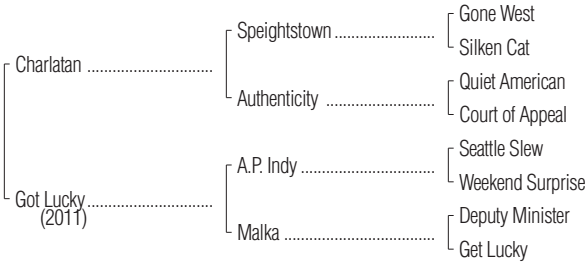 Gone West
Speightstown
Silken Cat
Charlatan
Quiet American
Authenticity
Court of Appeal
Seattle Slew
A.P. Indy
Weekend Surprise
Got Lucky
(2011)
Deputy Minister
Malka
Get Lucky